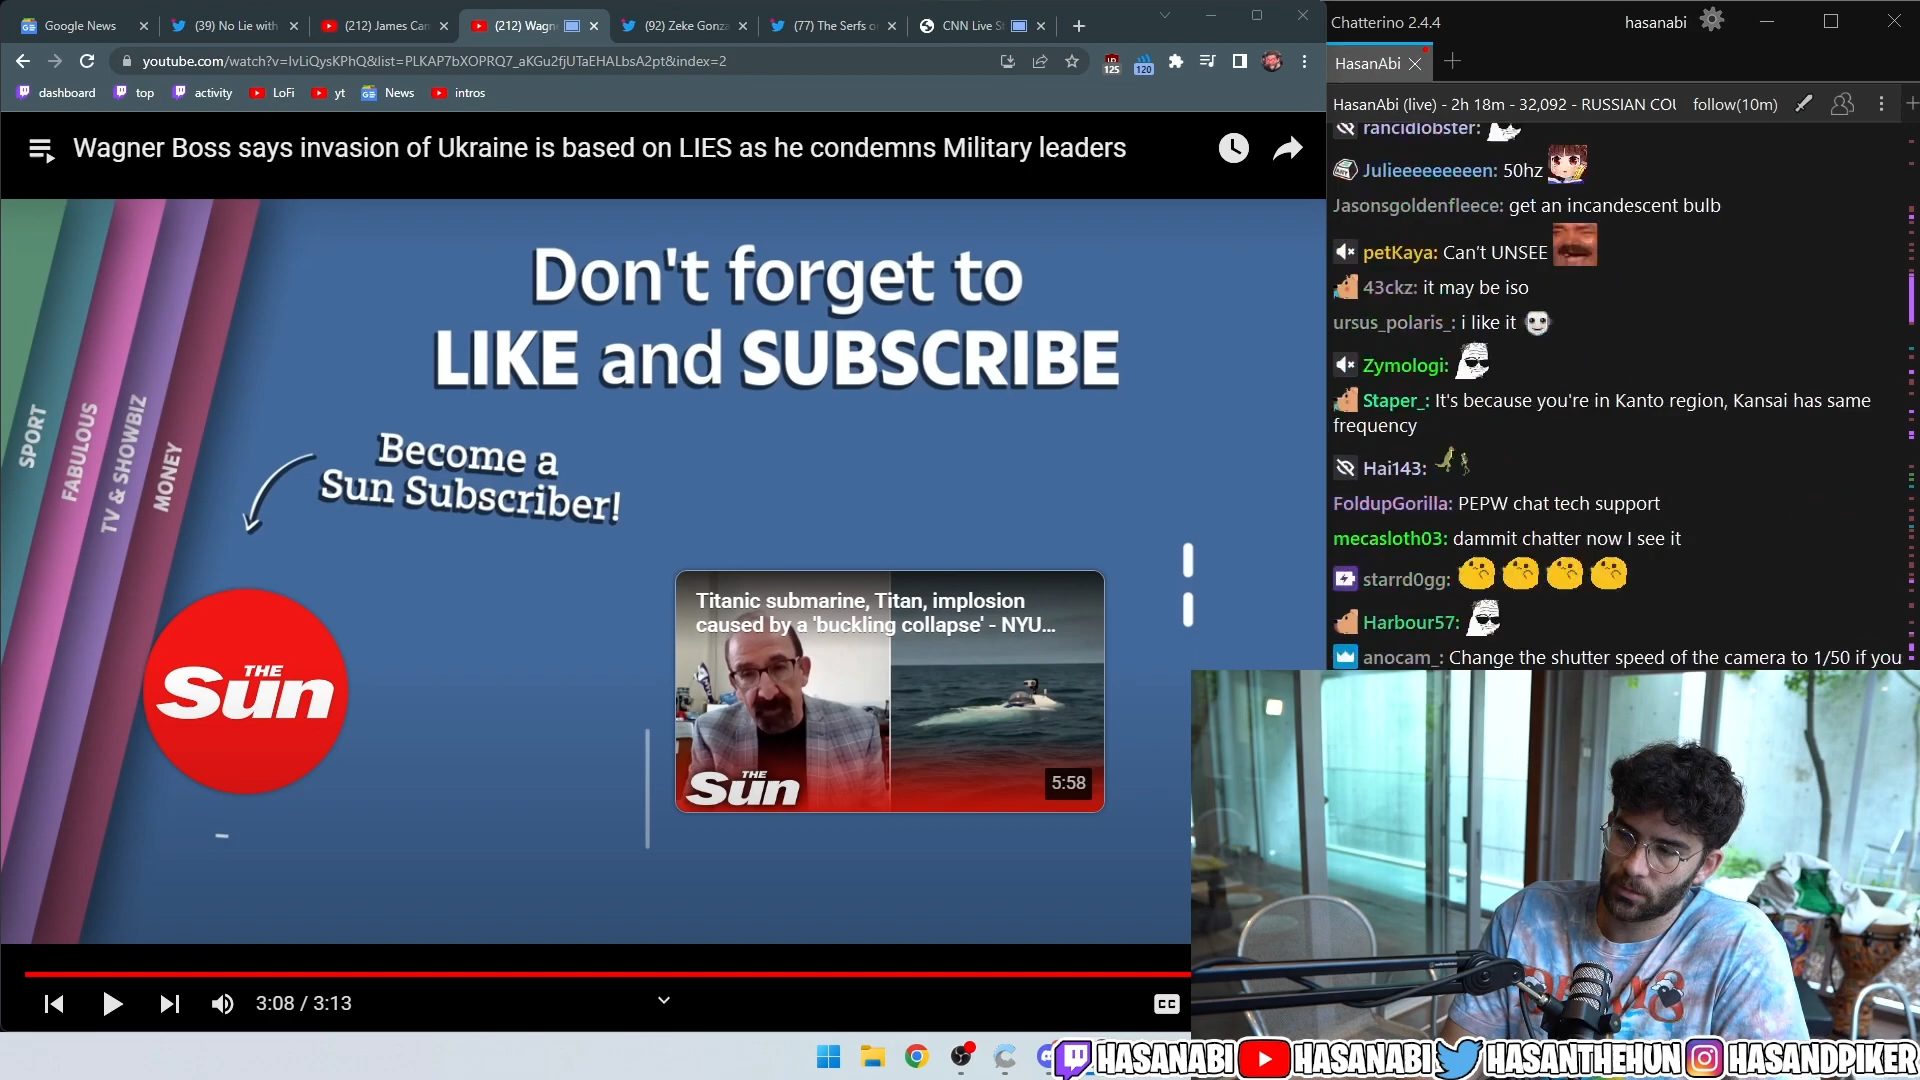 Google News
(39) No Lie with
(212) James Can
(212) Wagn
(92) Zeke Gonza
(77) The Serfs o
CNN Live S
youtube.com/watch?v=IvLiQysKPhQ&list=PLKAP7bXOPRQ7_aKGu2fjUTaEHALbsA2pt&index=2
125
120
dashboard
top
activity
LoFi
yt
News
intros
Wagner Boss says invasion of Ukraine is based on LIES as he condemns Military leaders
Don't forget to
LIKE and SUBSCRIBE
Become a
Sun Subscriber!
SPORT
FABULOUS
TV & SHOWBIZ
MONEY
THE
Sun
Titanic submarine, Titan, implosion
caused by a 'buckling collapse' - NYU...
THE
Sun
5:58
3:08 / 3:13
CC
Chatterino 2.4.4
hasanabi
HasanAbi
HasanAbi (live) - 2h 18m - 32,092 - RUSSIAN COU
follow(10m)
rancidlobster:
Julieeeeeeeeen: 50hz
Jasonsgoldenfleece: get an incandescent bulb
petKaya: Can't UNSEE
43ckz: it may be iso
ursus_polaris_: i like it
Zymologi:
Staper_: It's because you're in Kanto region, Kansai has same
frequency
Hai143:
FoldupGorilla: PEPW chat tech support
mecasloth03: dammit chatter now I see it
starrd0gg:
Harbour57:
anocam_: Change the shutter speed of the camera to 1/50 if you
HASANABI
HASANABI
HASANTHEHUN
HASANDPIKER